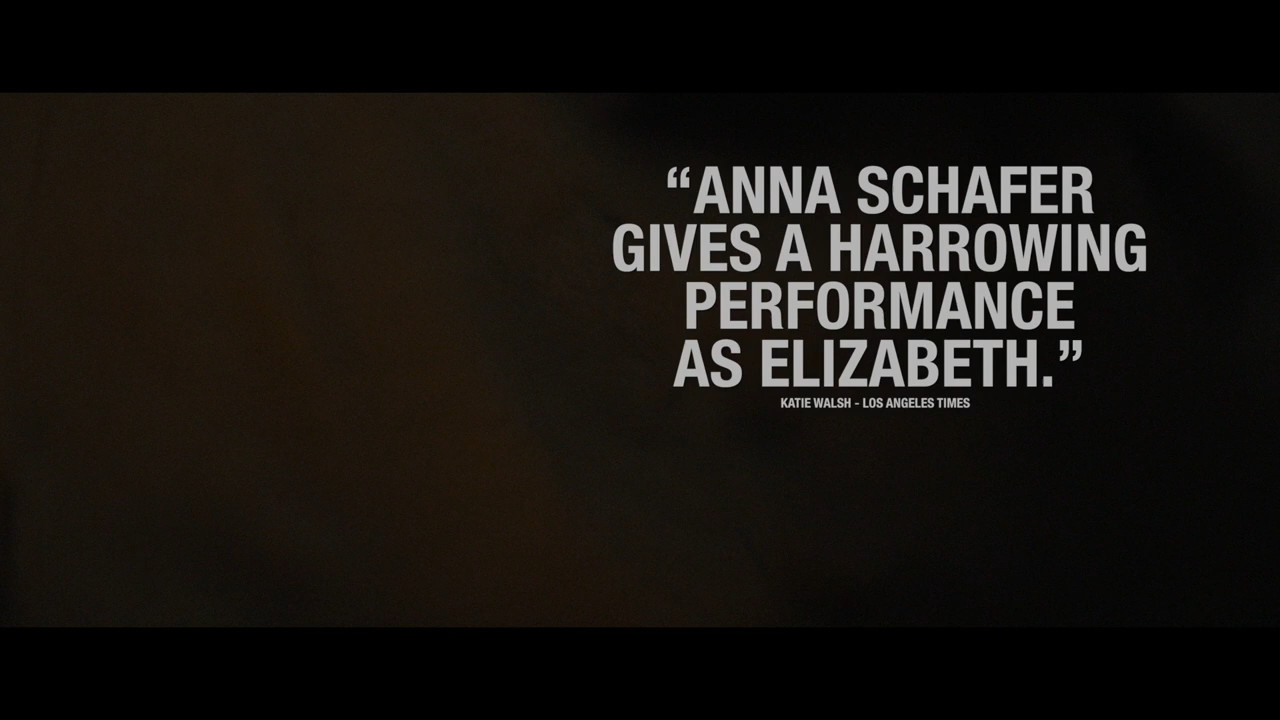 “ANNA SCHAFER
GIVES A HARROWING
PERFORMANCE
AS ELIZABETH.”
KATIE WALSH - LOS ANGELES TIMES